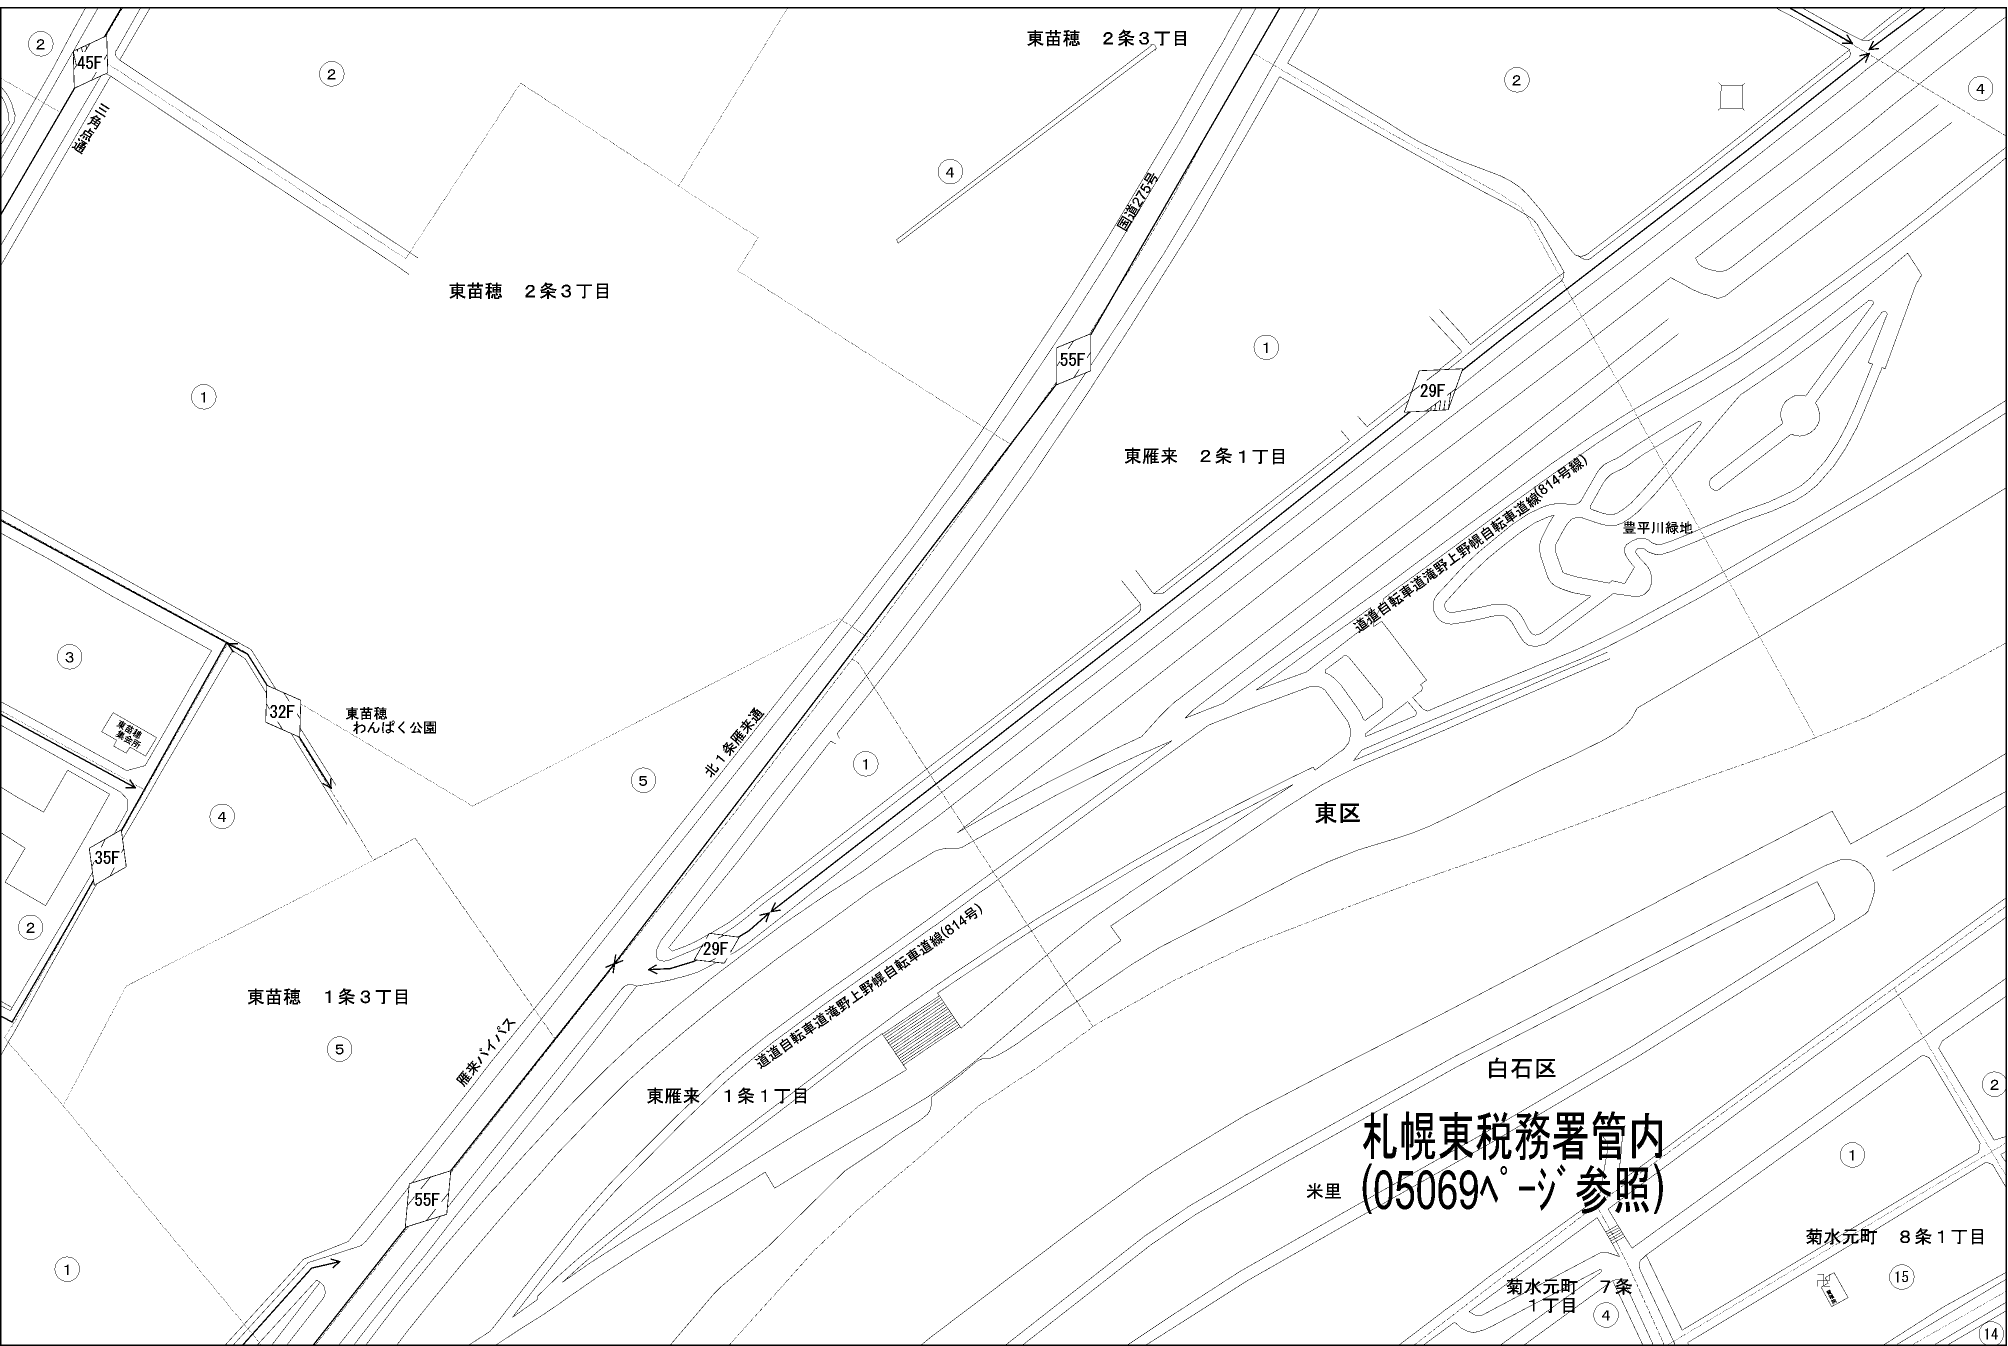 東苗穂　２条３丁目
2
45F
2
2
4
三角点通
4
国道275号
東苗穂　２条３丁目
1
55F
1
29F
東雁来　２条１丁目
道道自転車道滝野上野幌自転車道線(814号線)
豊平川緑地
3
32F
東苗穂
わんぱく公園
東苗穂
集会所
北１条雁来通
5
1
4
東区
35F
2
29F
道道自転車道滝野上野幌自転車道線(814号)
東苗穂　１条３丁目
5
雁来バイパス
東雁来　１条１丁目
白石区
2
札幌東税務署管内
(05069ﾍﾟｰｼﾞ参照)
1
米里
55F
菊水元町　８条１丁目
1
15
菊水元町　７条
１丁目
4
卍
14